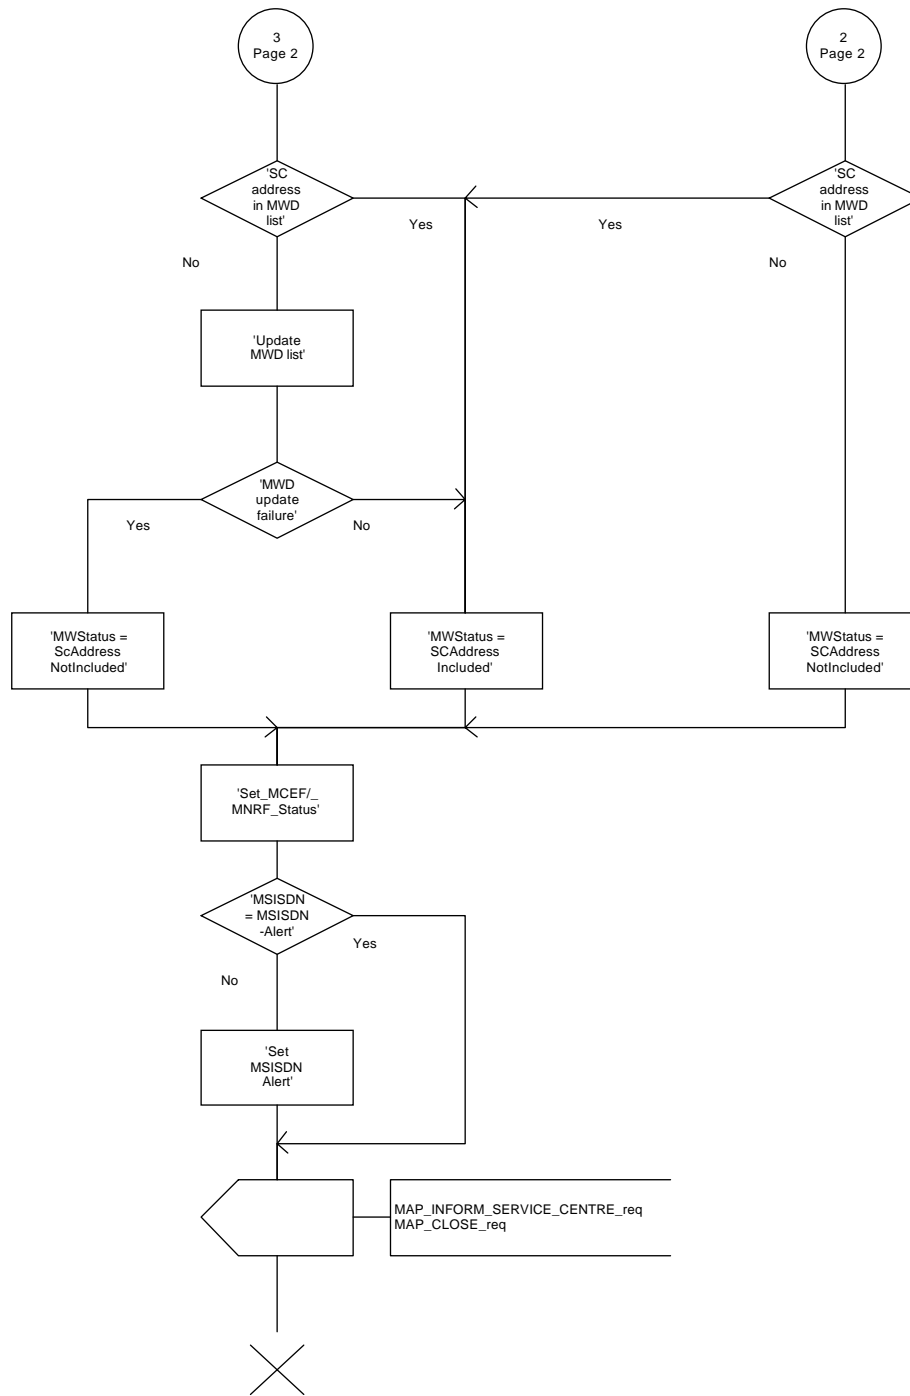 3
Page 2
2
Page 2
'SC
address
in MWD
list'
'SC
address
in MWD
list'
Yes
Yes
No
No
'Update
MWD list'
'MWD
update
failure'
Yes
No
'MWStatus =
ScAddress
NotIncluded'
'MWStatus =
SCAddress
Included'
'MWStatus =
SCAddress
NotIncluded'
'Set_MCEF/_
MNRF_Status'
'MSISDN
= MSISDN
-Alert'
Yes
No
'Set
MSISDN
Alert'
MAP_INFORM_SERVICE_CENTRE_req
MAP_CLOSE_req